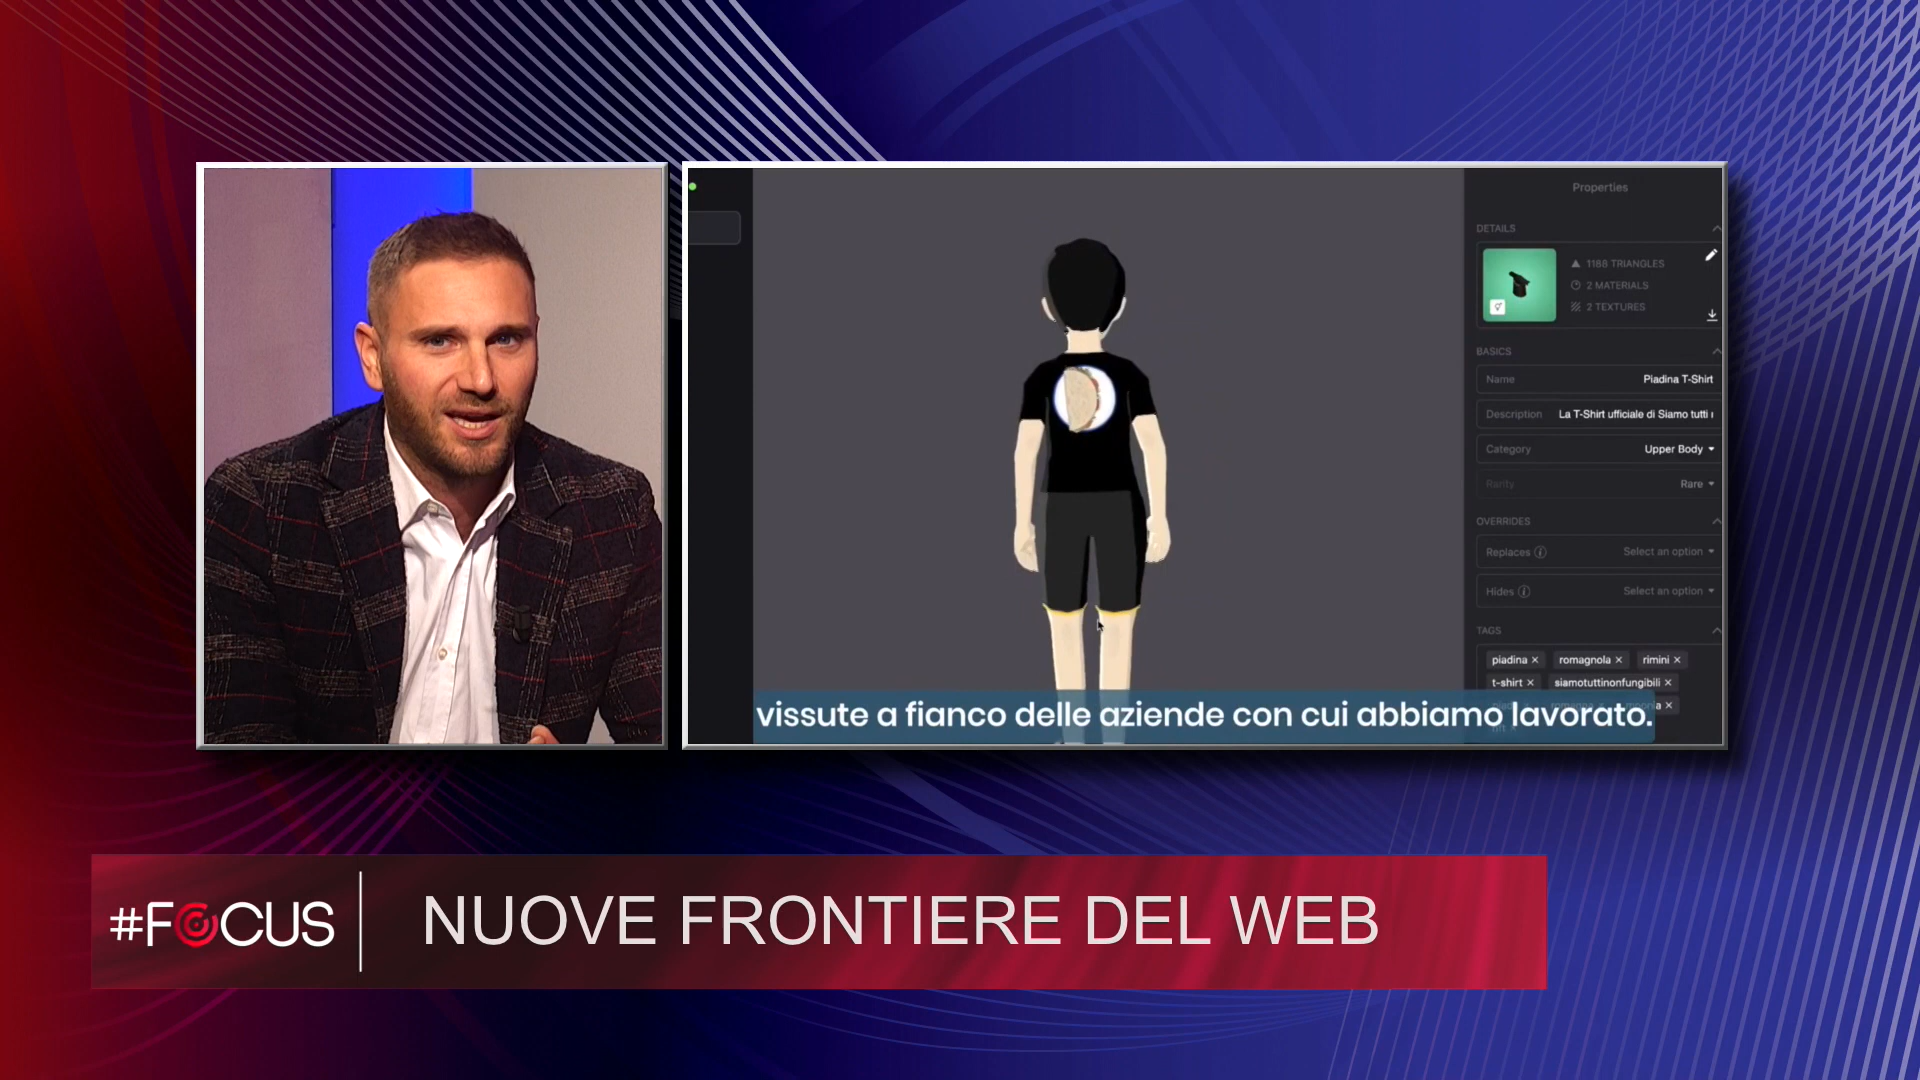 Properties
DETAILS
1188 TRIANGLES
2 MATERIALS
2 TEXTURES
BASICS
Name Piadina T-Shirt
Description La T-Shirt ufficiale di Siamo tutti
Category Upper Body
Rarity Rare
OVERRIDES
Replaces Select an option
Hides Select an option
TAGS
piadina × romagnola × rimini ×
t-shirt × siamotuttinonfungibili ×
vissute a fianco delle aziende con cui abbiamo lavorato.
#FOCUS
NUOVE FRONTIERE DEL WEB